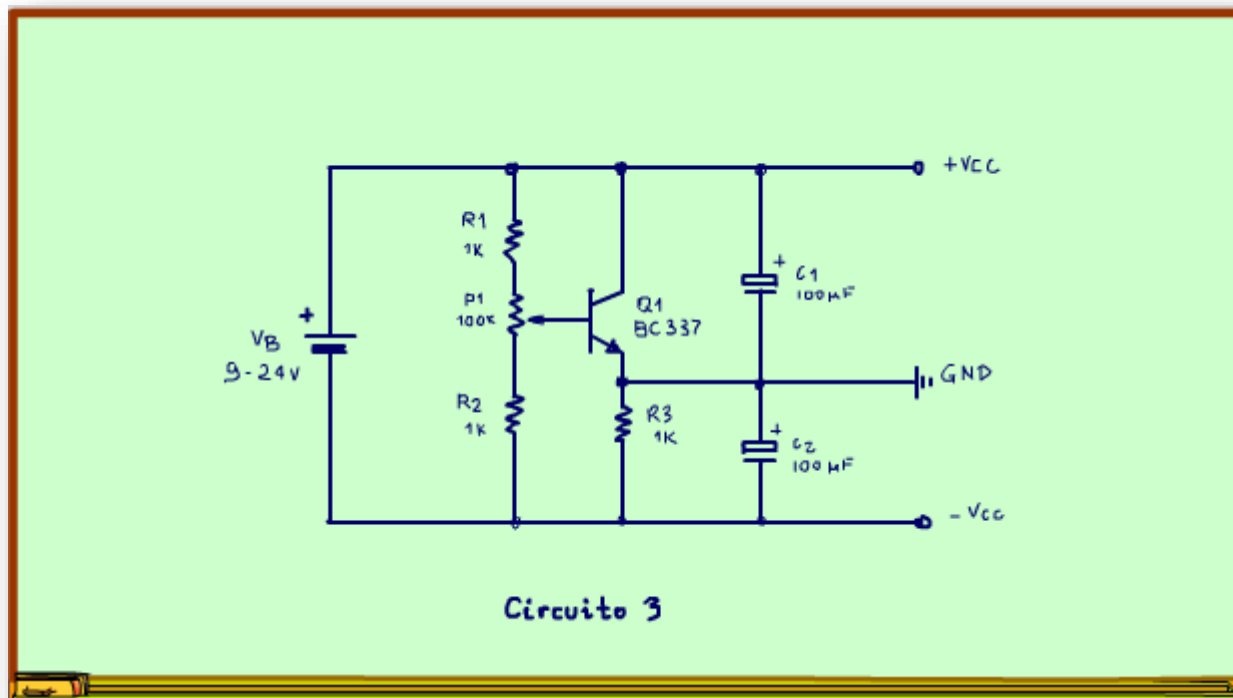 +VCC
R1
1K
P1
100K
Q1
BC337
+
C1
100µF
+
VB
9-24V
GND
R2
1K
R3
1K
+
C2
100µF
- Vcc
Circuito 3